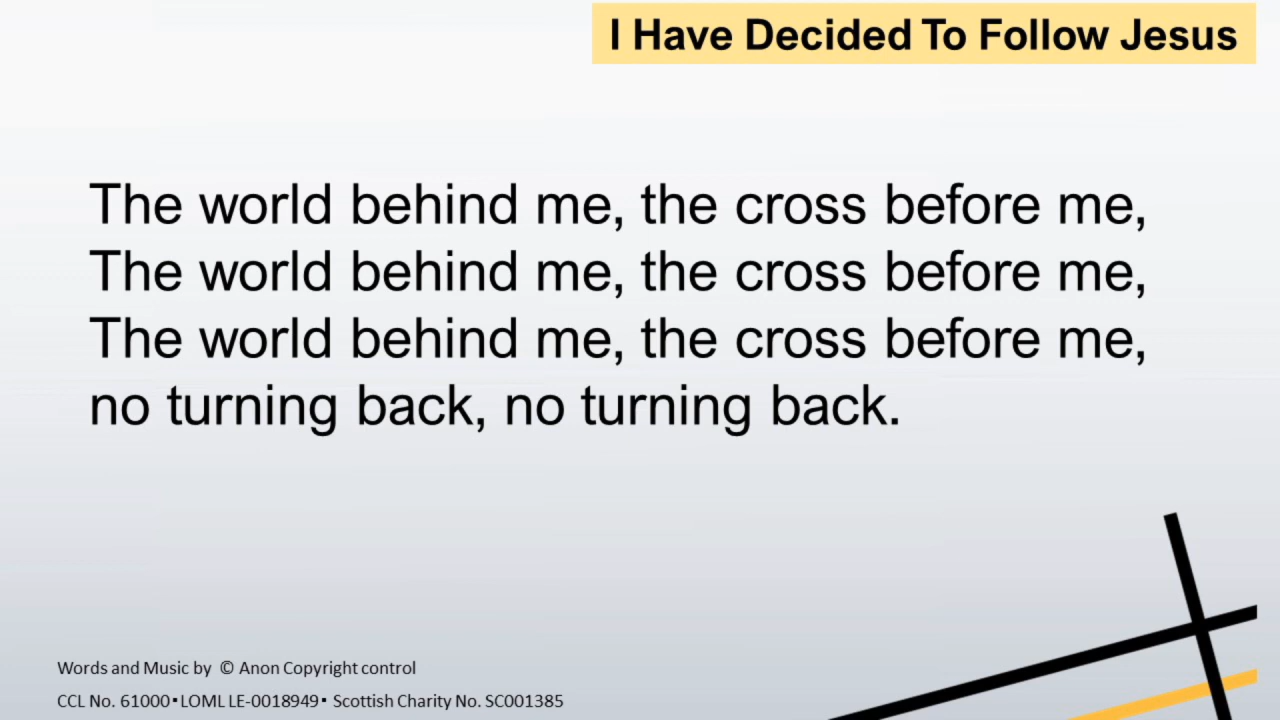 I Have Decided To Follow Jesus
The world behind me, the cross before me,
The world behind me, the cross before me,
The world behind me, the cross before me,
no turning back, no turning back.
Words and Music by © Anon Copyright control
CCL No. 61000▪LOML LE-0018949▪ Scottish Charity No. SC001385